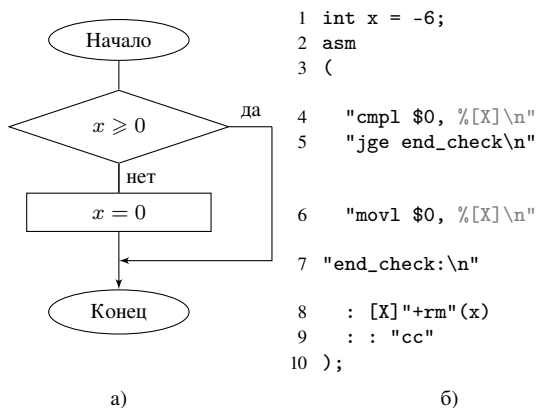 Начало
x ⩾ 0
да
нет
x = 0
Конец
а)
1 int x = -6;
2 asm
3 (
4 "cmpl $0, %[X]\n"
5 "jge end_check\n"
6 "movl $0, %[X]\n"
7 "end_check:\n"
8 : [X]"+rm"(x)
9 : : "cc"
10 );
б)